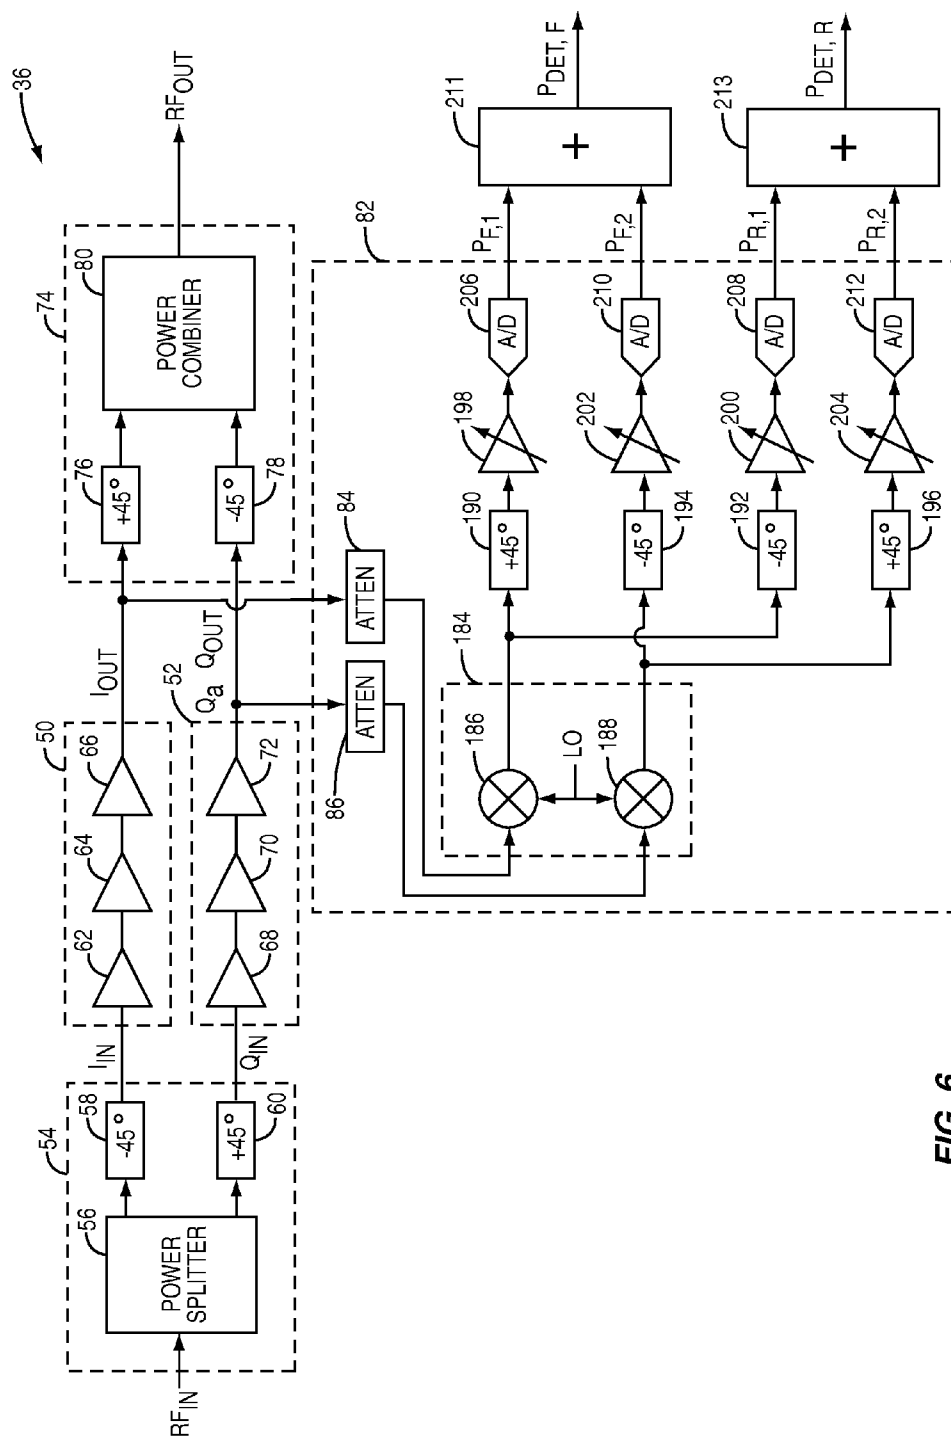 36
RF_IN
54
56
POWER
SPLITTER
58
-45°
60
+45°
I_IN
Q_IN
50
62
64
66
52
68
70
72
I_OUT
Q_a
Q_OUT
74
76
+45°
78
-45°
80
POWER
COMBINER
RF_OUT
82
84
ATTEN
86
ATTEN
184
186
LO
188
190
+45°
194
-45°
192
-45°
196
+45°
198
202
200
204
206
A/D
210
A/D
208
A/D
212
A/D
P_F,1
P_F,2
P_R,1
P_R,2
211
+
P_DET, F
213
+
P_DET, R
FIG. 6